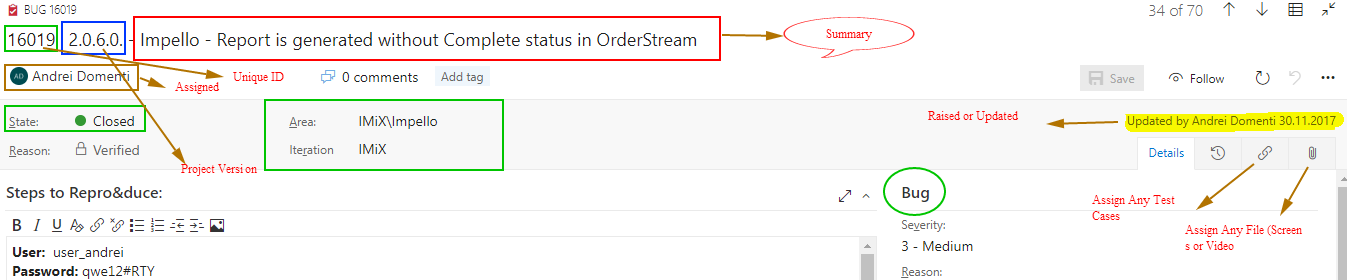 BUG 16019
34 of 70
16019 2.0.6.0. - Impello - Report is generated without Complete status in OrderStream
Summary
AD Andrei Domenti
0 comments
Add tag
Save
Follow
Unique ID
Assigned
State: Closed
Area: IMiX\Impello
Raised or Updated
Updated by Andrei Domenti 30.11.2017
Reason: Verified
Iteration IMiX
Details
Project Version
Steps to Repro&duce:
Bug
Assign Any Test
Cases
B I U A
Severity:
3 - Medium
Assign Any File (Screen
s or Video
User: user_andrei
Password: qwe12#RTY
Reason: